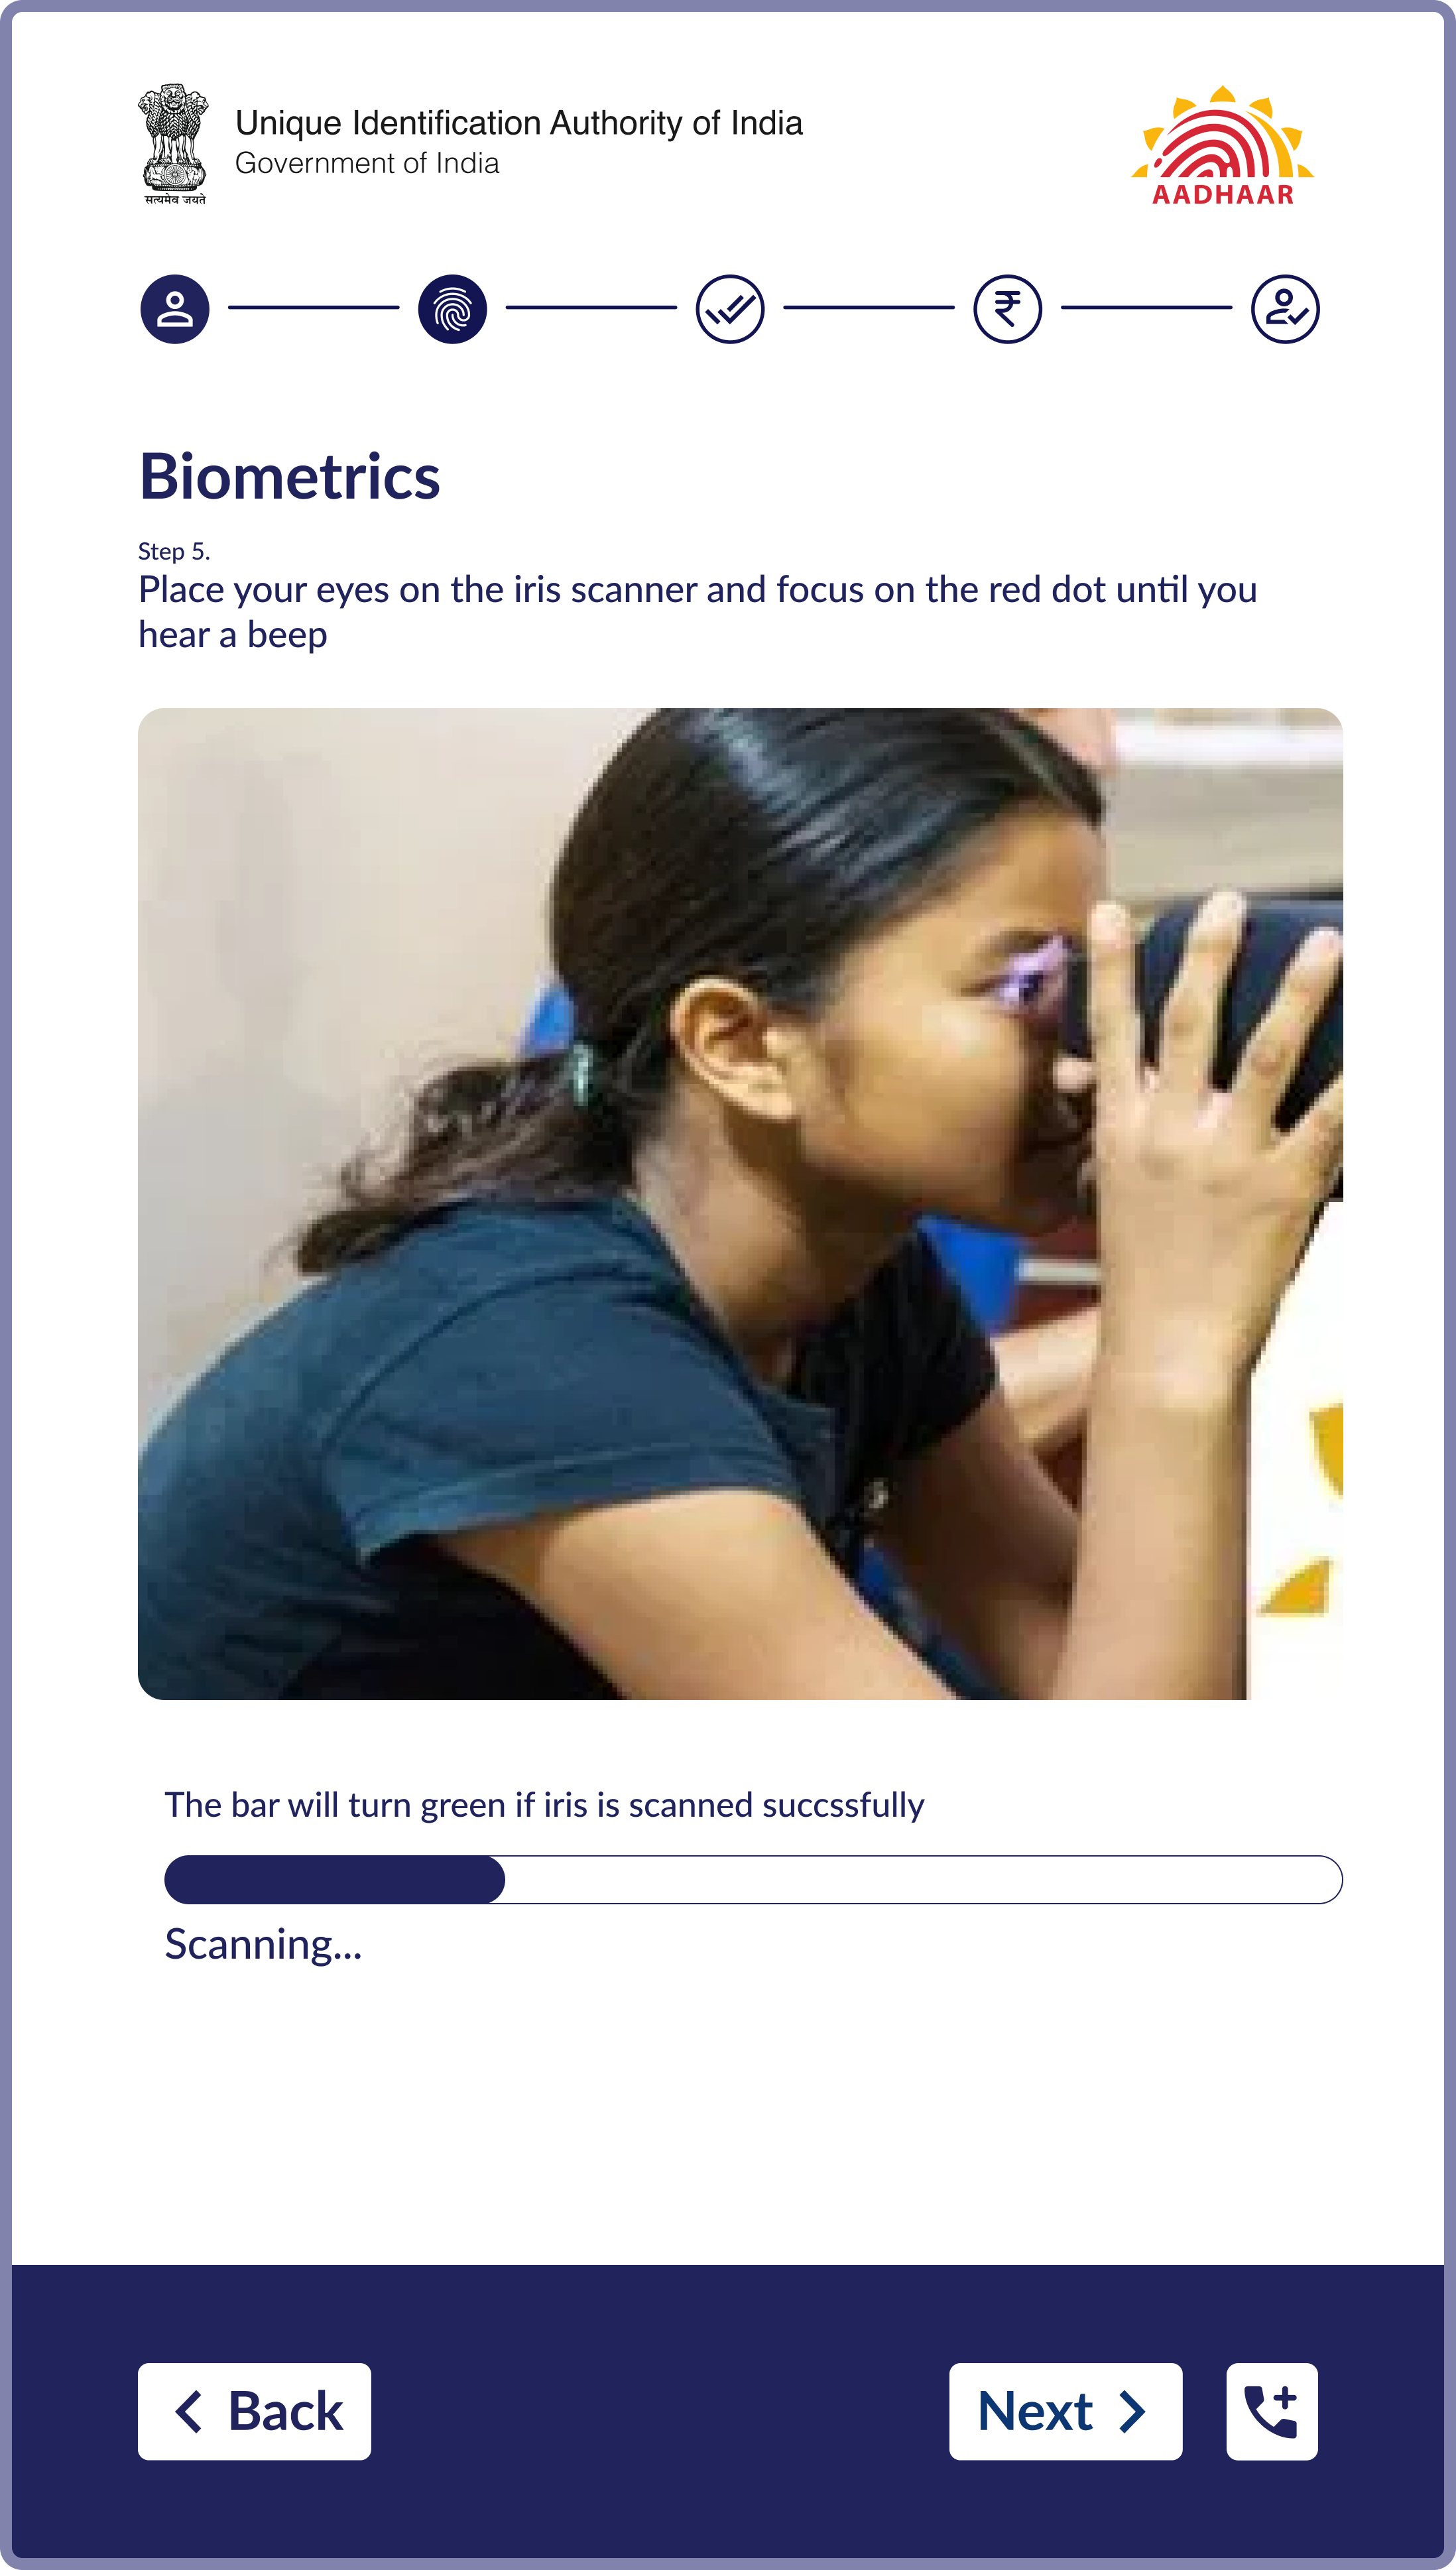 Unique Identification Authority of India
Government of India
सत्यमेव जयते
AADHAAR
Biometrics
Step 5.
Place your eyes on the iris scanner and focus on the red dot until you
hear a beep
The bar will turn green if iris is scanned succssfully
Scanning...
Back
Next